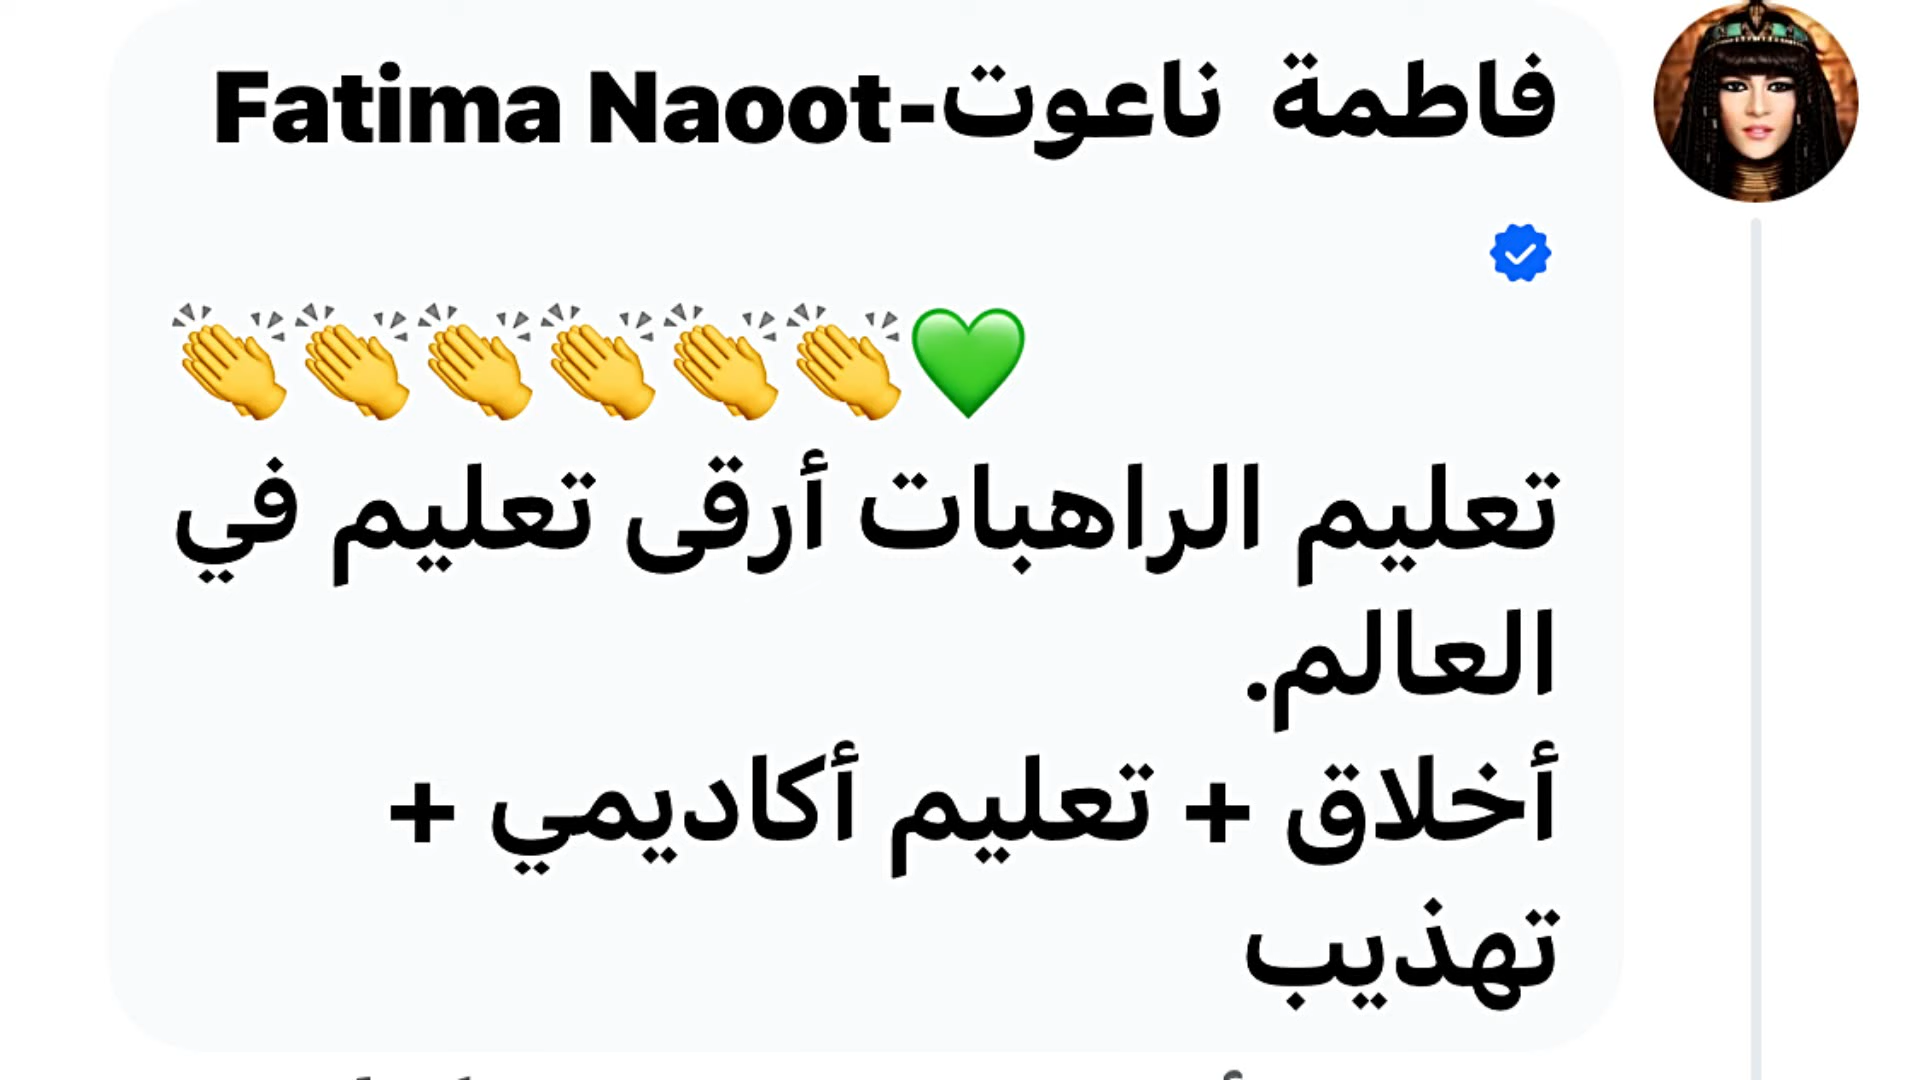 فاطمة ناعوت-Fatima Naoot
👏👏👏👏👏👏💚
تعليم الراهبات أرقى تعليم في
العالم.
أخلاق + تعليم أكاديمي +
تهذيب